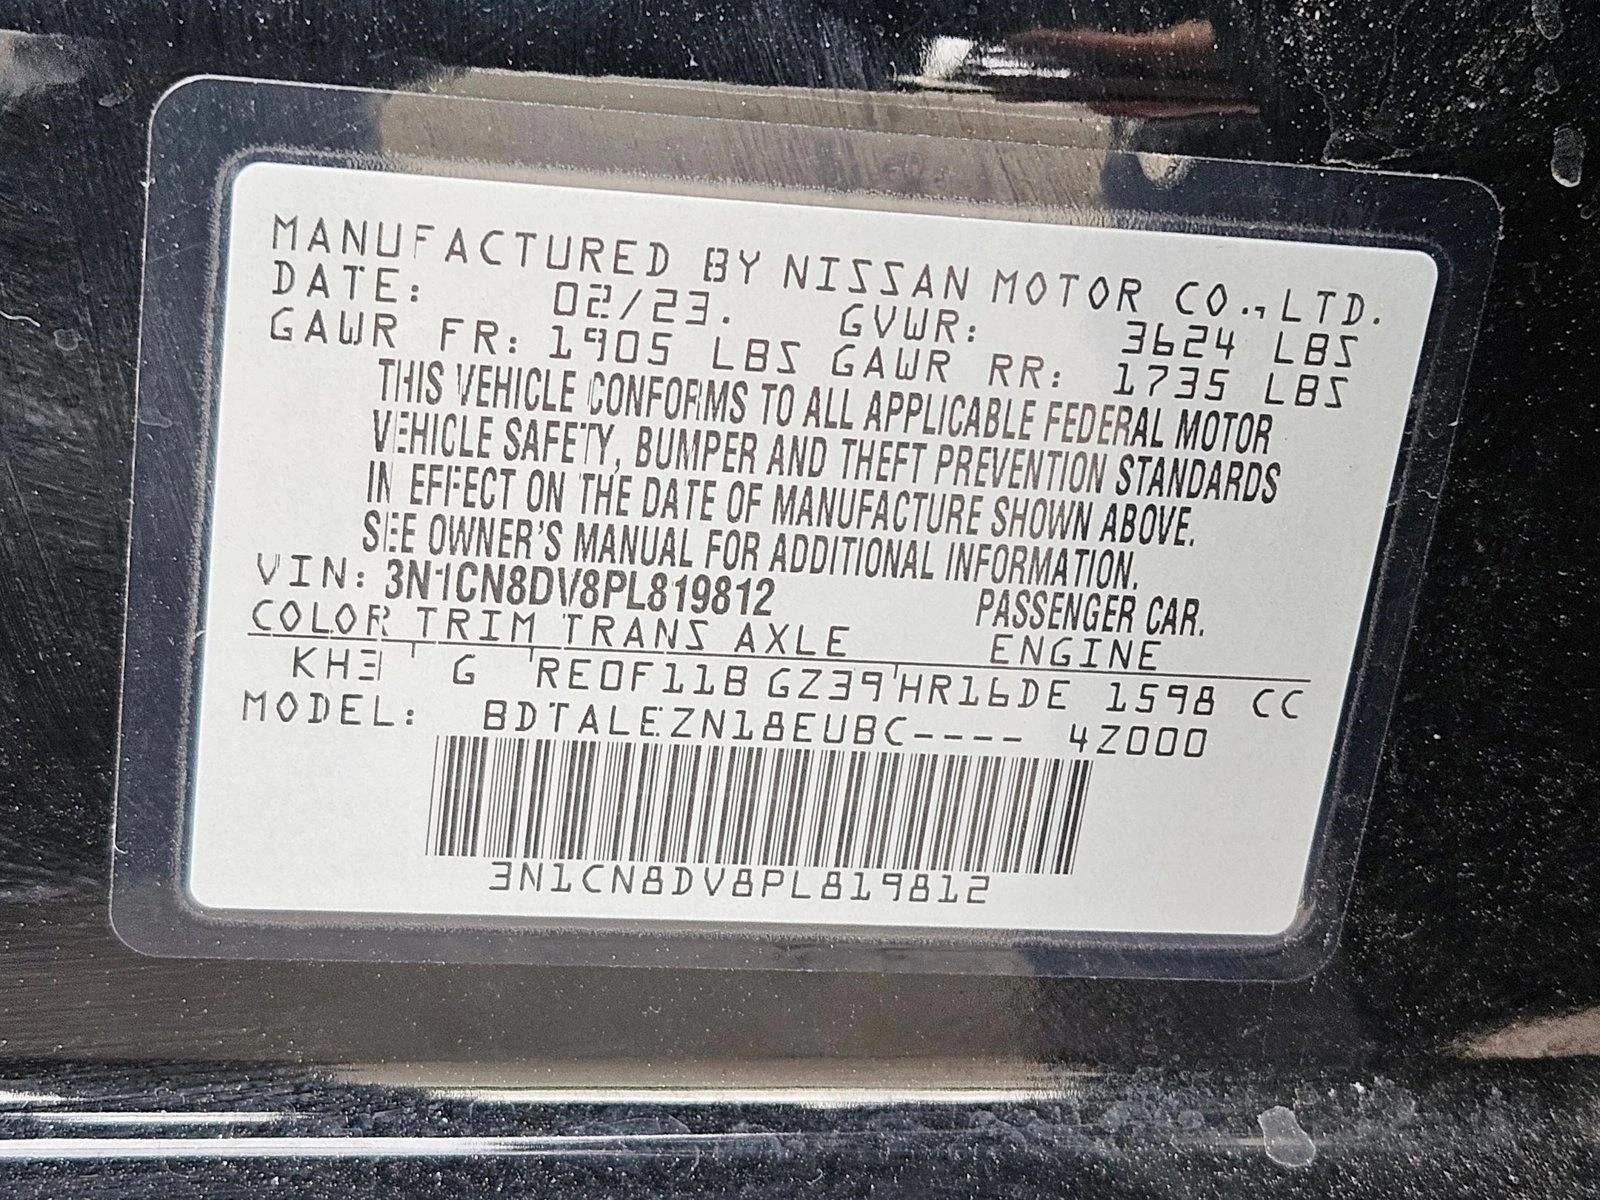 MANUFACTURED BY NISSAN MOTOR CO., LTD.
DATE: 02/23. GVWR: 3624 LBS
GAWR FR: 1905 LBS GAWR RR: 1735 LBS
THIS VEHICLE CONFORMS TO ALL APPLICABLE FEDERAL MOTOR
VEHICLE SAFETY, BUMPER AND THEFT PREVENTION STANDARDS
IN EFFECT ON THE DATE OF MANUFACTURE SHOWN ABOVE.
SEE OWNER'S MANUAL FOR ADDITIONAL INFORMATION.
VIN: 3N1CN8DV8PL819812 PASSENGER CAR.
COLOR TRIM TRANS AXLE ENGINE
KH3 G RE0F11B GZ39 HR16DE 1598 CC
MODEL: BDTALEZN18EUBC---- 4Z000
3N1CN8DV8PL819812